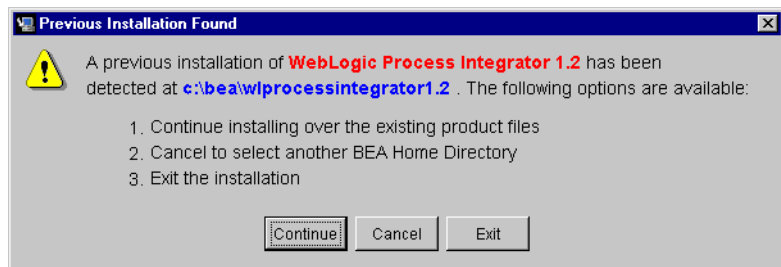 Previous Installation Found
A previous installation of WebLogic Process Integrator 1.2 has been
detected at c:\bea\wlprocessintegrator1.2 . The following options are available:
1. Continue installing over the existing product files
2. Cancel to select another BEA Home Directory
3. Exit the installation
Continue Cancel Exit